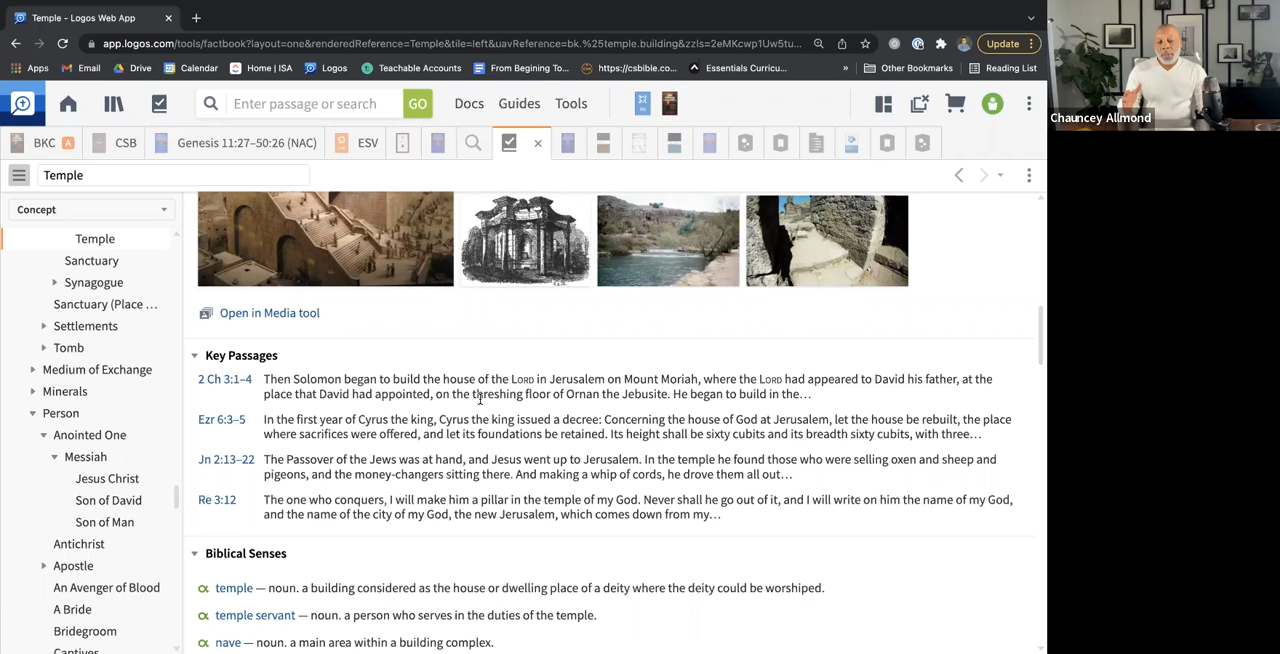 Temple – Logos Web App
app.logos.com/tools/factbook?layout=one&renderedReference=Temple&tile=left&uavReference=bk.%25temple.building&zzls=2eMKcwp1Uw5tu...
Update
Apps
Email
Drive
Calendar
Home | ISA
Logos
Teachable Accounts
From Begining To...
https://csbible.co...
Essentials Curricu...
»
Other Bookmarks
Reading List
Chauncey Allmond
Enter passage or search
GO
Docs
Guides
Tools
BKC
A
CSB
Genesis 11:27–50:26 (NAC)
ESV
Temple
Concept
Temple
Sanctuary
Synagogue
Sanctuary (Place …
Settlements
Tomb
Medium of Exchange
Minerals
Person
Anointed One
Messiah
Jesus Christ
Son of David
Son of Man
Antichrist
Apostle
An Avenger of Blood
A Bride
Bridegroom
Captives
Open in Media tool
Key Passages
2 Ch 3:1–4 Then Solomon began to build the house of the LORD in Jerusalem on Mount Moriah, where the LORD had appeared to David his father, at the
place that David had appointed, on the threshing floor of Ornan the Jebusite. He began to build in the…
Ezr 6:3–5 In the first year of Cyrus the king, Cyrus the king issued a decree: Concerning the house of God at Jerusalem, let the house be rebuilt, the place
where sacrifices were offered, and let its foundations be retained. Its height shall be sixty cubits and its breadth sixty cubits, with three…
Jn 2:13–22 The Passover of the Jews was at hand, and Jesus went up to Jerusalem. In the temple he found those who were selling oxen and sheep and
pigeons, and the money-changers sitting there. And making a whip of cords, he drove them all out…
Re 3:12 The one who conquers, I will make him a pillar in the temple of my God. Never shall he go out of it, and I will write on him the name of my God,
and the name of the city of my God, the new Jerusalem, which comes down from my…
Biblical Senses
temple — noun. a building considered as the house or dwelling place of a deity where the deity could be worshiped.
temple servant — noun. a person who serves in the duties of the temple.
nave — noun. a main area within a building complex.